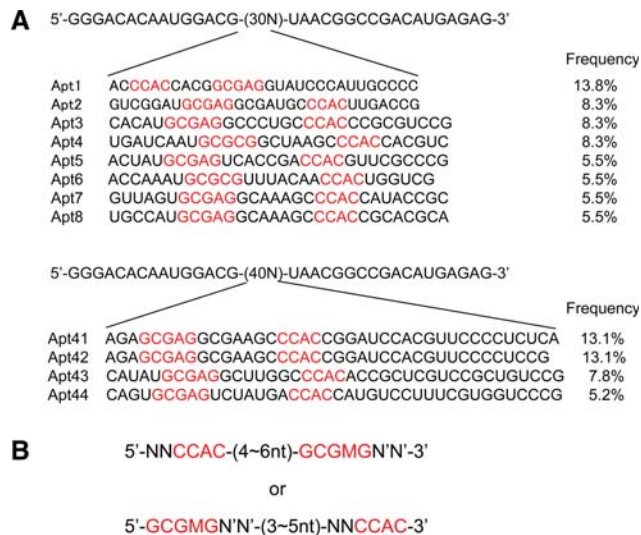 A
5'-GGGACACAAUGGACG-(30N)-UAACGGCCGACAUGAGAG-3'
Frequency
Apt1 ACCCACCACGGCGAGGUAUCCCAUUGCCCC 13.8%
Apt2 GUCGGAUGCGAGGCGAUGCCCACUUGACCG 8.3%
Apt3 CACAUGCGAGGCCCUGCCCACCCGCGUCCG 8.3%
Apt4 UGAUCAAUGCGCGGCUAAGCCCACCACGUC 8.3%
Apt5 ACUAUGCGAGUCACCGACCACGUUCGCCCG 5.5%
Apt6 ACCAAAUGCGCGUUUACAACCACUGGUCG 5.5%
Apt7 GUUAGUGCGAGGCAAAGCCCACCAUACCGC 5.5%
Apt8 UGCCAUGCGAGGCAAAGCCCACCGCACGCA 5.5%
5'-GGGACACAAUGGACG-(40N)-UAACGGCCGACAUGAGAG-3'
Frequency
Apt41 AGAGCGAGGCGAAGCCCACCGGAUCCACGUUCCCCUCUCA 13.1%
Apt42 AGAGCGAGGCGAAGCCCACCGGAUCCACGUUCCCCUCCG 13.1%
Apt43 CAUAUGCGAGGCUUGGCCCACACCGCUCGUCCGCUGUCCG 7.8%
Apt44 CAGUGCGAGUCUAUGACCACCAUGUCCUUUCGUGGUCCCG 5.2%
B
5'-NNCCAC-(4~6nt)-GCGMGN'N'-3'
or
5'-GCGMGN'N'-(3~5nt)-NNCCAC-3'